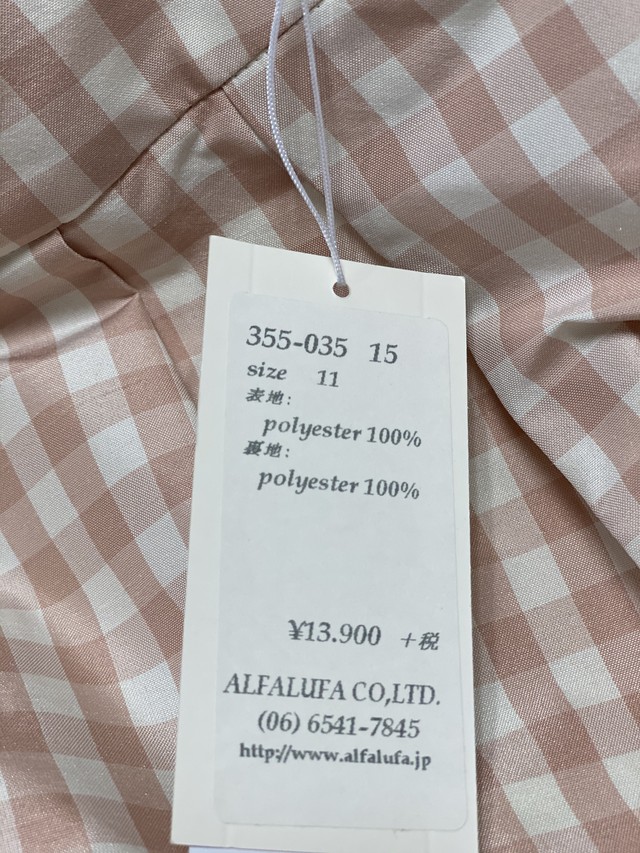 355-035 15
size 11
表地:
polyester 100%
裏地:
polyester 100%
¥13.900 +税
ALFALUFA CO,LTD.
(06) 6541-7845
http://www.alfalufa.jp